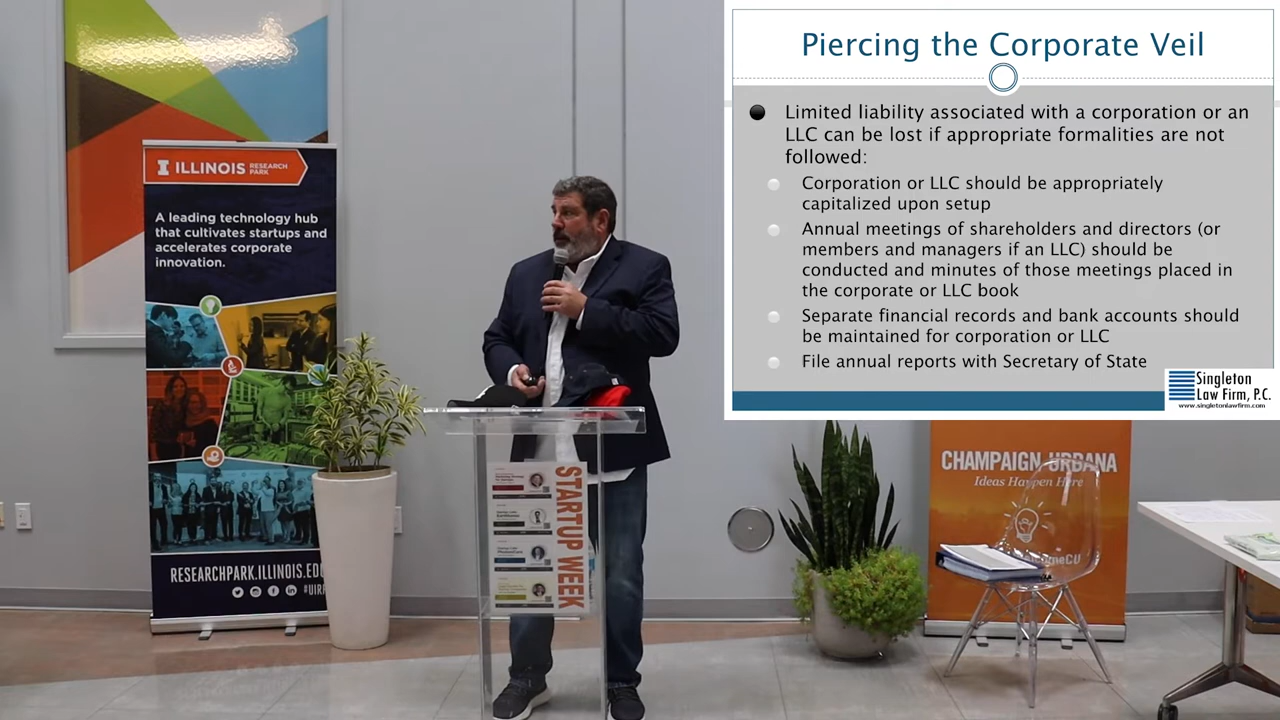 ILLINOIS RESEARCH
PARK
A leading technology hub
that cultivates startups and
accelerates corporate
innovation.
RESEARCHPARK.ILLINOIS.EDU
STARTUP WEEK
Piercing the Corporate Veil
Limited liability associated with a corporation or an
LLC can be lost if appropriate formalities are not
followed:
Corporation or LLC should be appropriately
capitalized upon setup
Annual meetings of shareholders and directors (or
members and managers if an LLC) should be
conducted and minutes of those meetings placed in
the corporate or LLC book
Separate financial records and bank accounts should
be maintained for corporation or LLC
File annual reports with Secretary of State
Singleton
Law Firm, P.C.
www.singletonlawfirm.com
CHAMPAIGN-URBANA
Ideas Happen Here